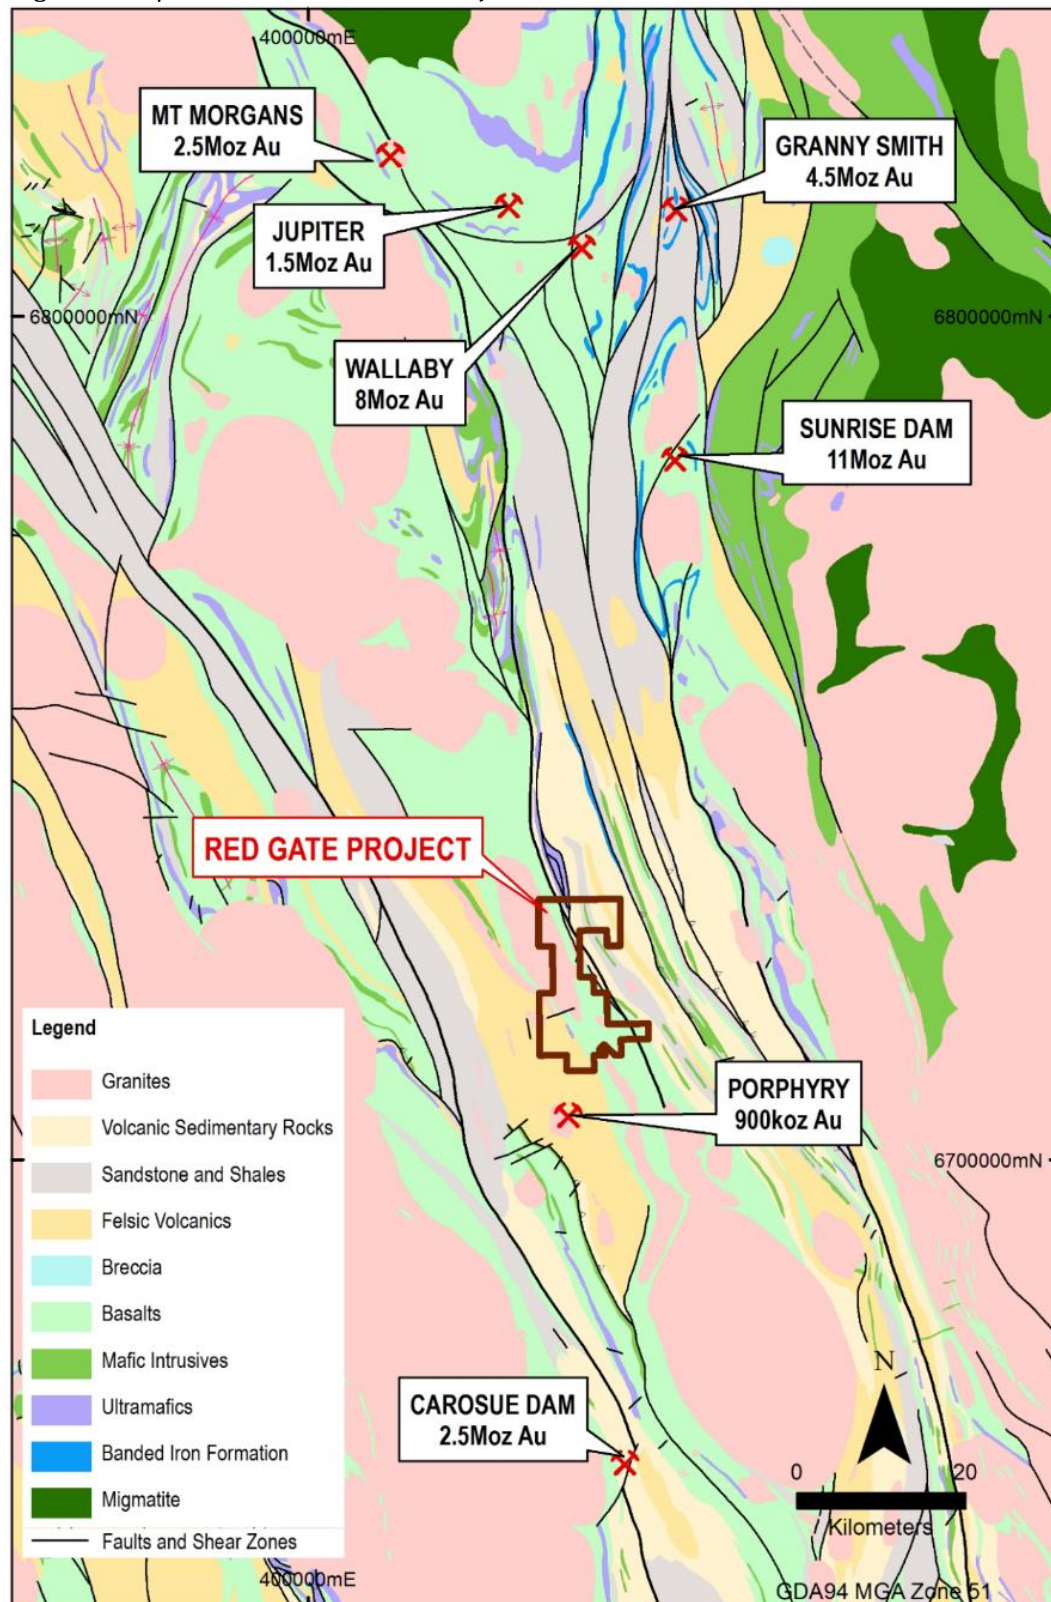 400000mE
MT MORGANS
2.5Moz Au
GRANNY SMITH
4.5Moz Au
JUPITER
1.5Moz Au
6800000mN
6800000mN
WALLABY
8Moz Au
SUNRISE DAM
11Moz Au
RED GATE PROJECT
Legend
Granites
Volcanic Sedimentary Rocks
Sandstone and Shales
Felsic Volcanics
Breccia
Basalts
Mafic Intrusives
Ultramafics
Banded Iron Formation
Migmatite
Faults and Shear Zones
PORPHYRY
900koz Au
6700000mN
CAROSUE DAM
2.5Moz Au
N
0 20
Kilometers
400000mE
GDA94 MGA Zone 51